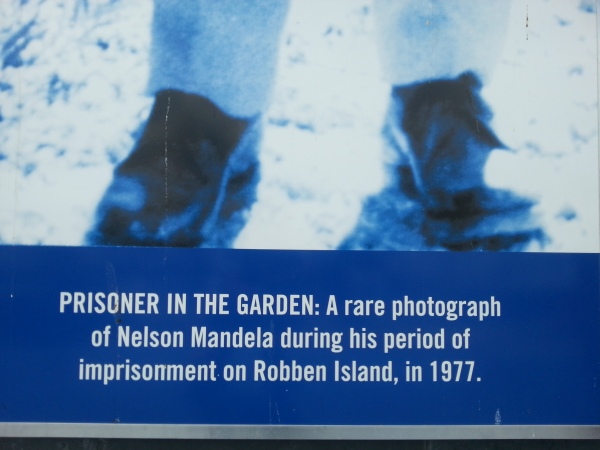 PRISONER IN THE GARDEN: A rare photograph
of Nelson Mandela during his period of
imprisonment on Robben Island, in 1977.